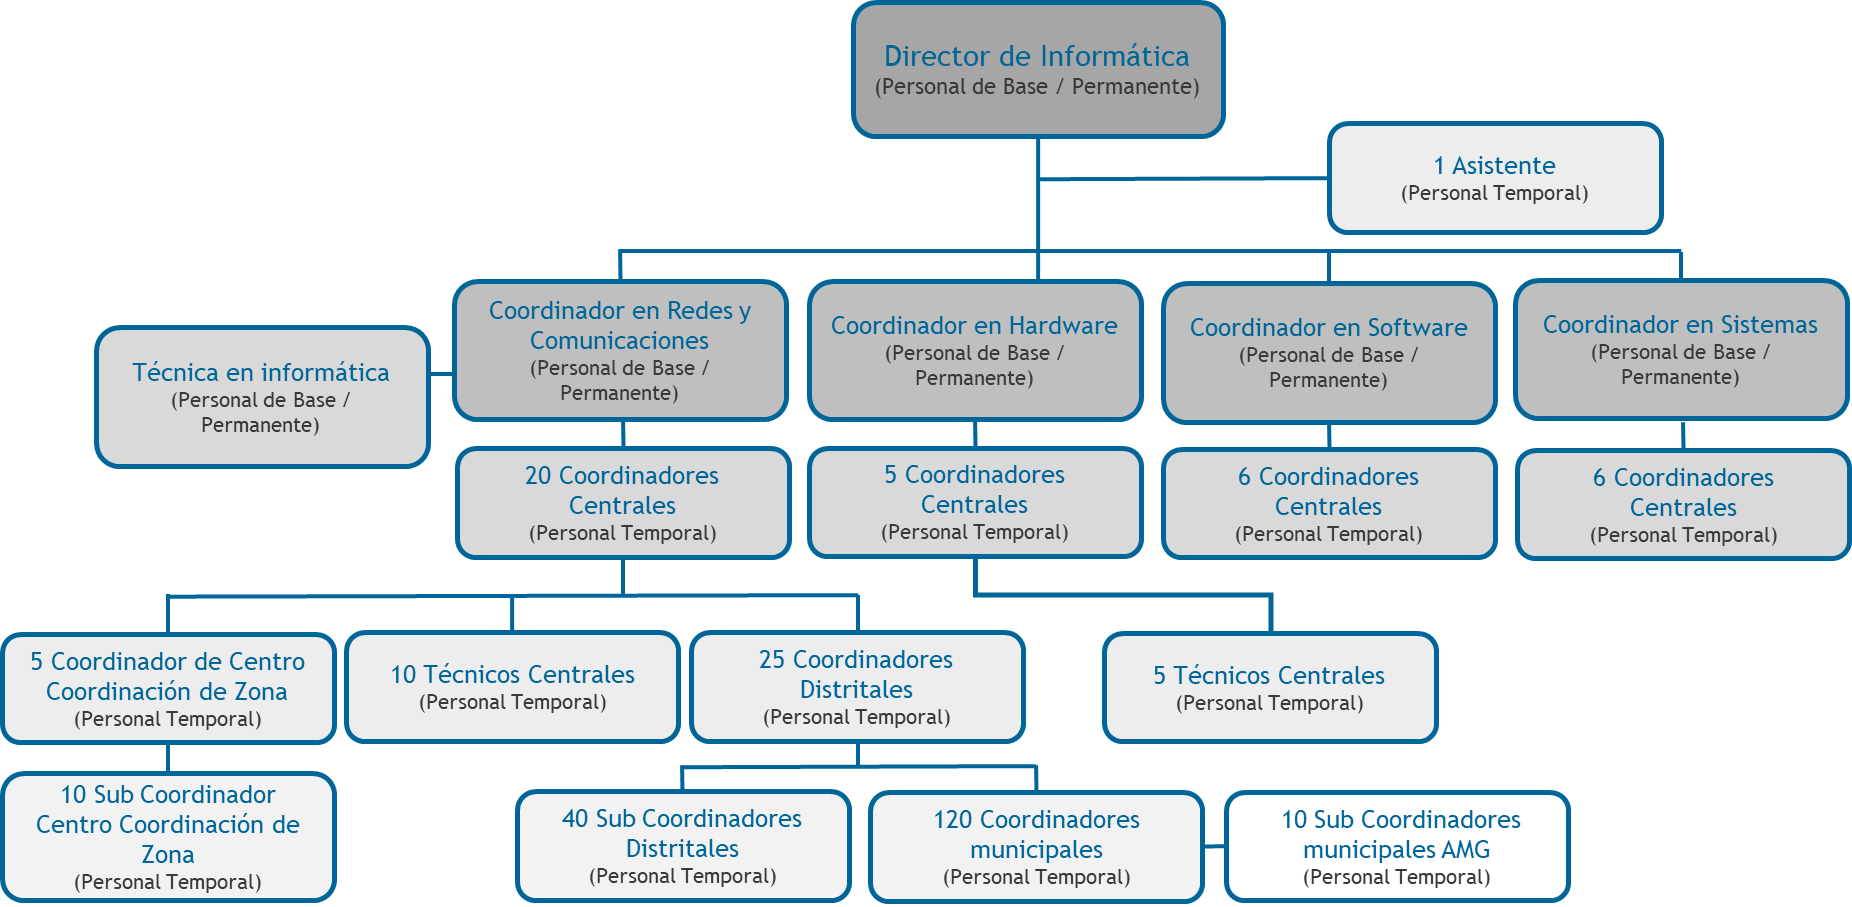 Director de Informática
(Personal de Base / Permanente)
1 Asistente
(Personal Temporal)
Coordinador en Redes y
Comunicaciones
(Personal de Base /
Permanente)
Coordinador en Hardware
(Personal de Base /
Permanente)
Coordinador en Software
(Personal de Base /
Permanente)
Coordinador en Sistemas
(Personal de Base /
Permanente)
Técnica en informática
(Personal de Base /
Permanente)
20 Coordinadores
Centrales
(Personal Temporal)
5 Coordinadores
Centrales
(Personal Temporal)
6 Coordinadores
Centrales
(Personal Temporal)
6 Coordinadores
Centrales
(Personal Temporal)
5 Coordinador de Centro
Coordinación de Zona
(Personal Temporal)
10 Técnicos Centrales
(Personal Temporal)
25 Coordinadores
Distritales
(Personal Temporal)
5 Técnicos Centrales
(Personal Temporal)
10 Sub Coordinador
Centro Coordinación de
Zona
(Personal Temporal)
40 Sub Coordinadores
Distritales
(Personal Temporal)
120 Coordinadores
municipales
(Personal Temporal)
10 Sub Coordinadores
municipales AMG
(Personal Temporal)